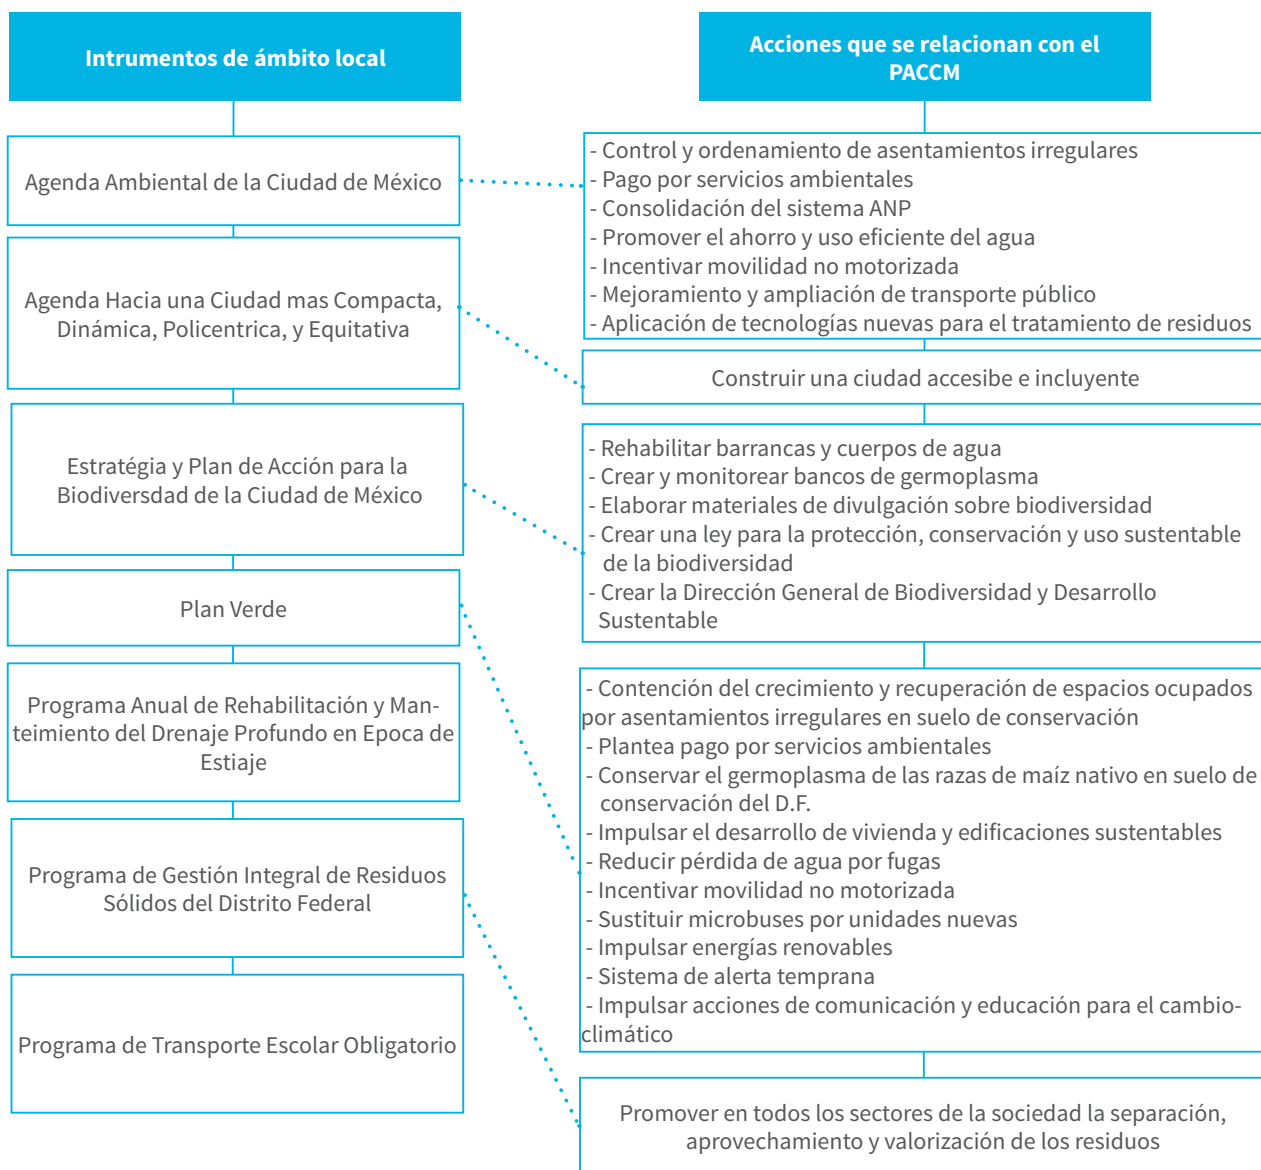 Intrumentos de ámbito local
Agenda Ambiental de la Ciudad de México
Agenda Hacia una Ciudad mas Compacta,
Dinámica, Policentrica, y Equitativa
Estratégia y Plan de Acción para la
Biodiversdad de la Ciudad de México
Plan Verde
Programa Anual de Rehabilitación y Man-
teimiento del Drenaje Profundo en Epoca de
Estiaje
Programa de Gestión Integral de Residuos
Sólidos del Distrito Federal
Programa de Transporte Escolar Obligatorio
Acciones que se relacionan con el
PACCM
- Control y ordenamiento de asentamientos irregulares
- Pago por servicios ambientales
- Consolidación del sistema ANP
- Promover el ahorro y uso eficiente del agua
- Incentivar movilidad no motorizada
- Mejoramiento y ampliación de transporte público
- Aplicación de tecnologías nuevas para el tratamiento de residuos
Construir una ciudad accesibe e incluyente
- Rehabilitar barrancas y cuerpos de agua
- Crear y monitorear bancos de germoplasma
- Elaborar materiales de divulgación sobre biodiversidad
- Crear una ley para la protección, conservación y uso sustentable
de la biodiversidad
- Crear la Dirección General de Biodiversidad y Desarrollo
Sustentable
- Contención del crecimiento y recuperación de espacios ocupados
por asentamientos irregulares en suelo de conservación
- Plantea pago por servicios ambientales
- Conservar el germoplasma de las razas de maíz nativo en suelo de
conservación del D.F.
- Impulsar el desarrollo de vivienda y edificaciones sustentables
- Reducir pérdida de agua por fugas
- Incentivar movilidad no motorizada
- Sustituir microbuses por unidades nuevas
- Impulsar energías renovables
- Sistema de alerta temprana
- Impulsar acciones de comunicación y educación para el cambio-
climático
Promover en todos los sectores de la sociedad la separación,
aprovechamiento y valorización de los residuos